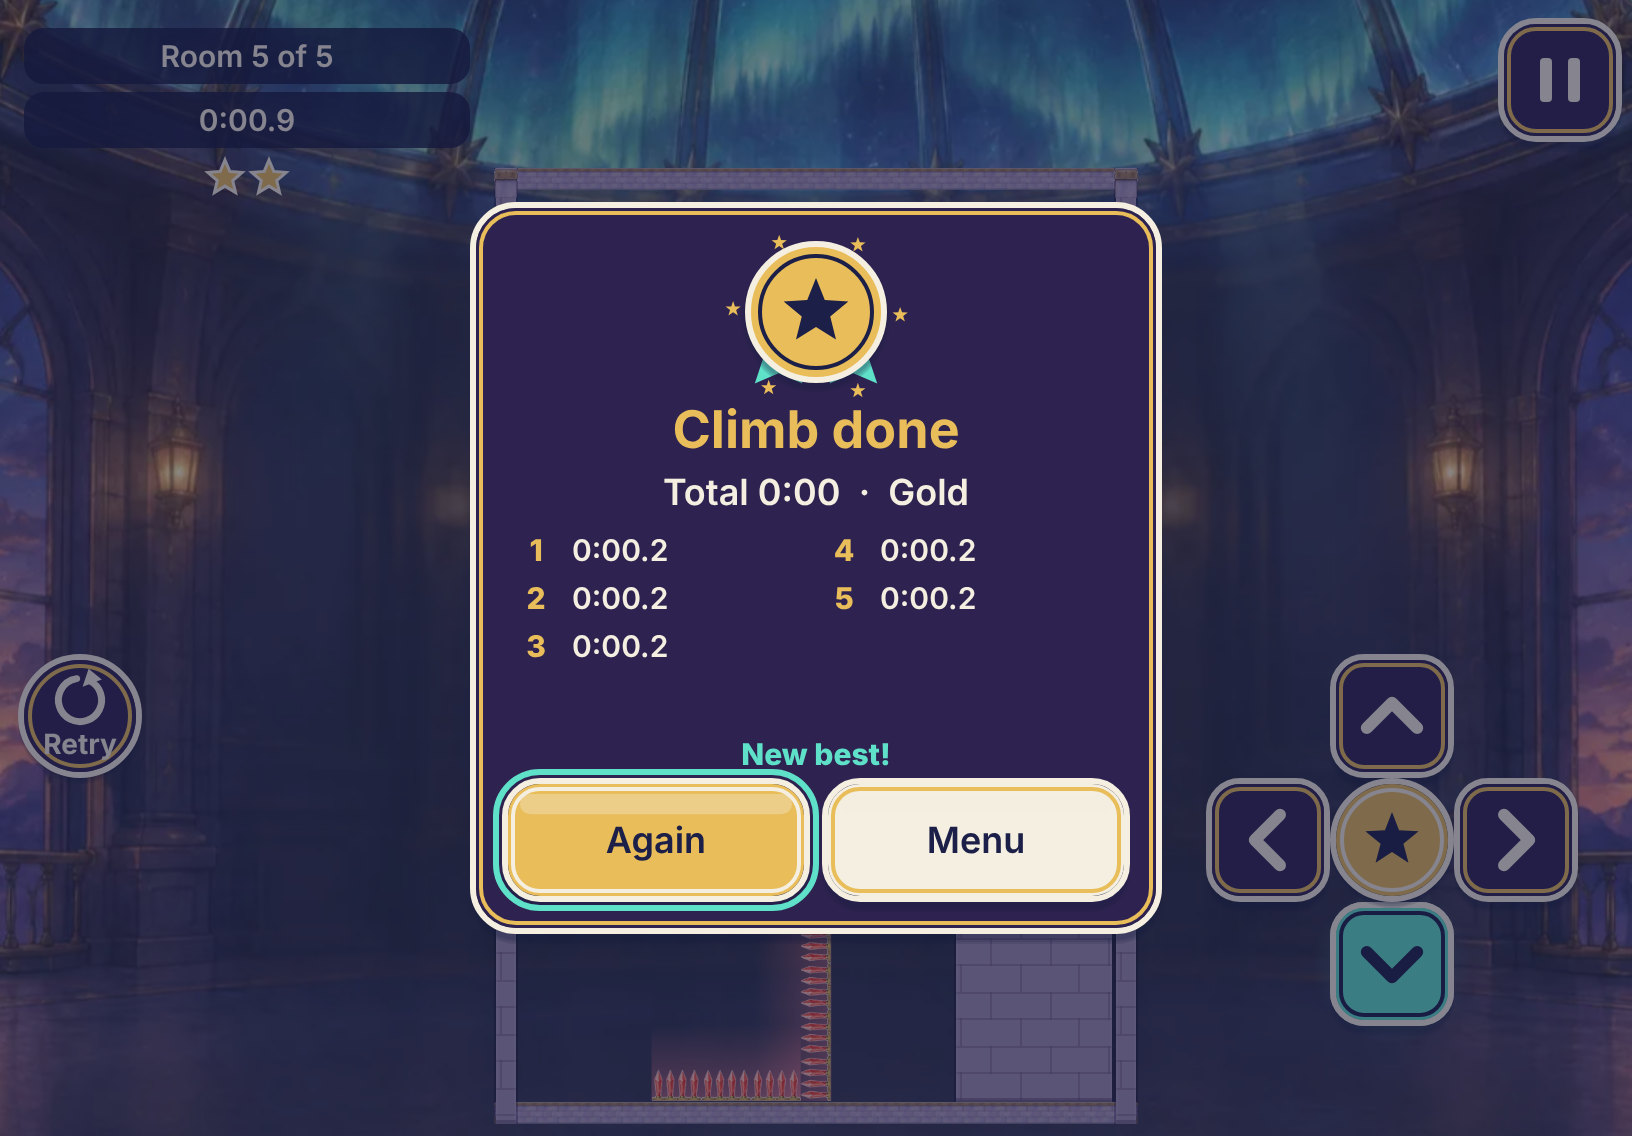 Room 5 of 5
0:00.9
Climb done
Total 0:00 · Gold
1 0:00.2
2 0:00.2
3 0:00.2
4 0:00.2
5 0:00.2
New best!
Again
Menu
Retry